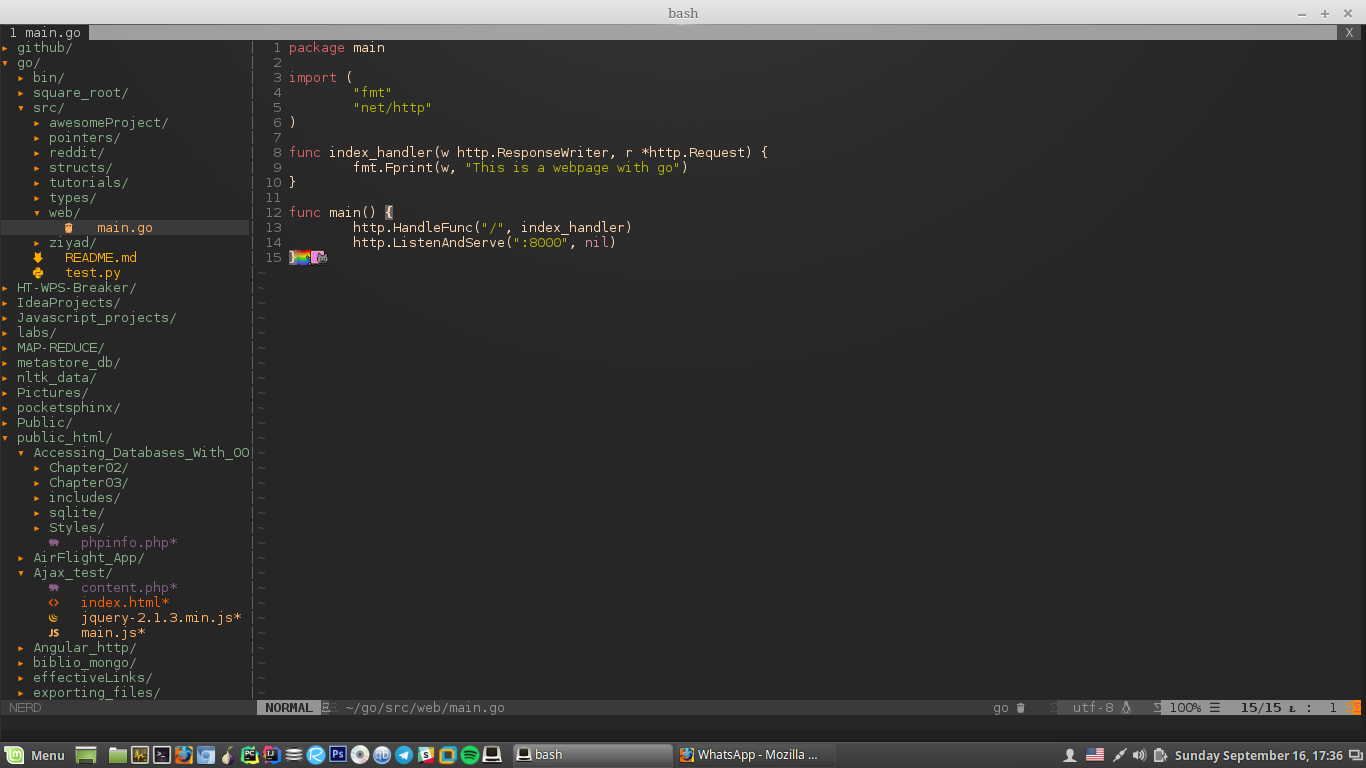 bash
1 main.go X
github/
go/
bin/
square_root/
src/
awesomeProject/
pointers/
reddit/
structs/
tutorials/
types/
web/
main.go
ziyad/
README.md
test.py
HT-WPS-Breaker/
IdeaProjects/
Javascript_projects/
labs/
MAP-REDUCE/
metastore_db/
nltk_data/
Pictures/
pocketsphinx/
Public/
public_html/
Accessing_Databases_With_OO
Chapter02/
Chapter03/
includes/
sqlite/
Styles/
phpinfo.php*
AirFlight_App/
Ajax_test/
content.php*
<> index.html*
jquery-2.1.3.min.js*
JS main.js*
Angular_http/
biblio_mongo/
effectiveLinks/
exporting_files/
1 package main
2
3 import (
4 "fmt"
5 "net/http"
6 )
7
8 func index_handler(w http.ResponseWriter, r *http.Request) {
9 fmt.Fprint(w, "This is a webpage with go")
10 }
11
12 func main() {
13 http.HandleFunc("/", index_handler)
14 http.ListenAndServe(":8000", nil)
15 }
NERD NORMAL ~/go/src/web/main.go go utf-8 100% ☰ 15/15 : 1
Menu bash WhatsApp - Mozilla ... Sunday September 16, 17:36